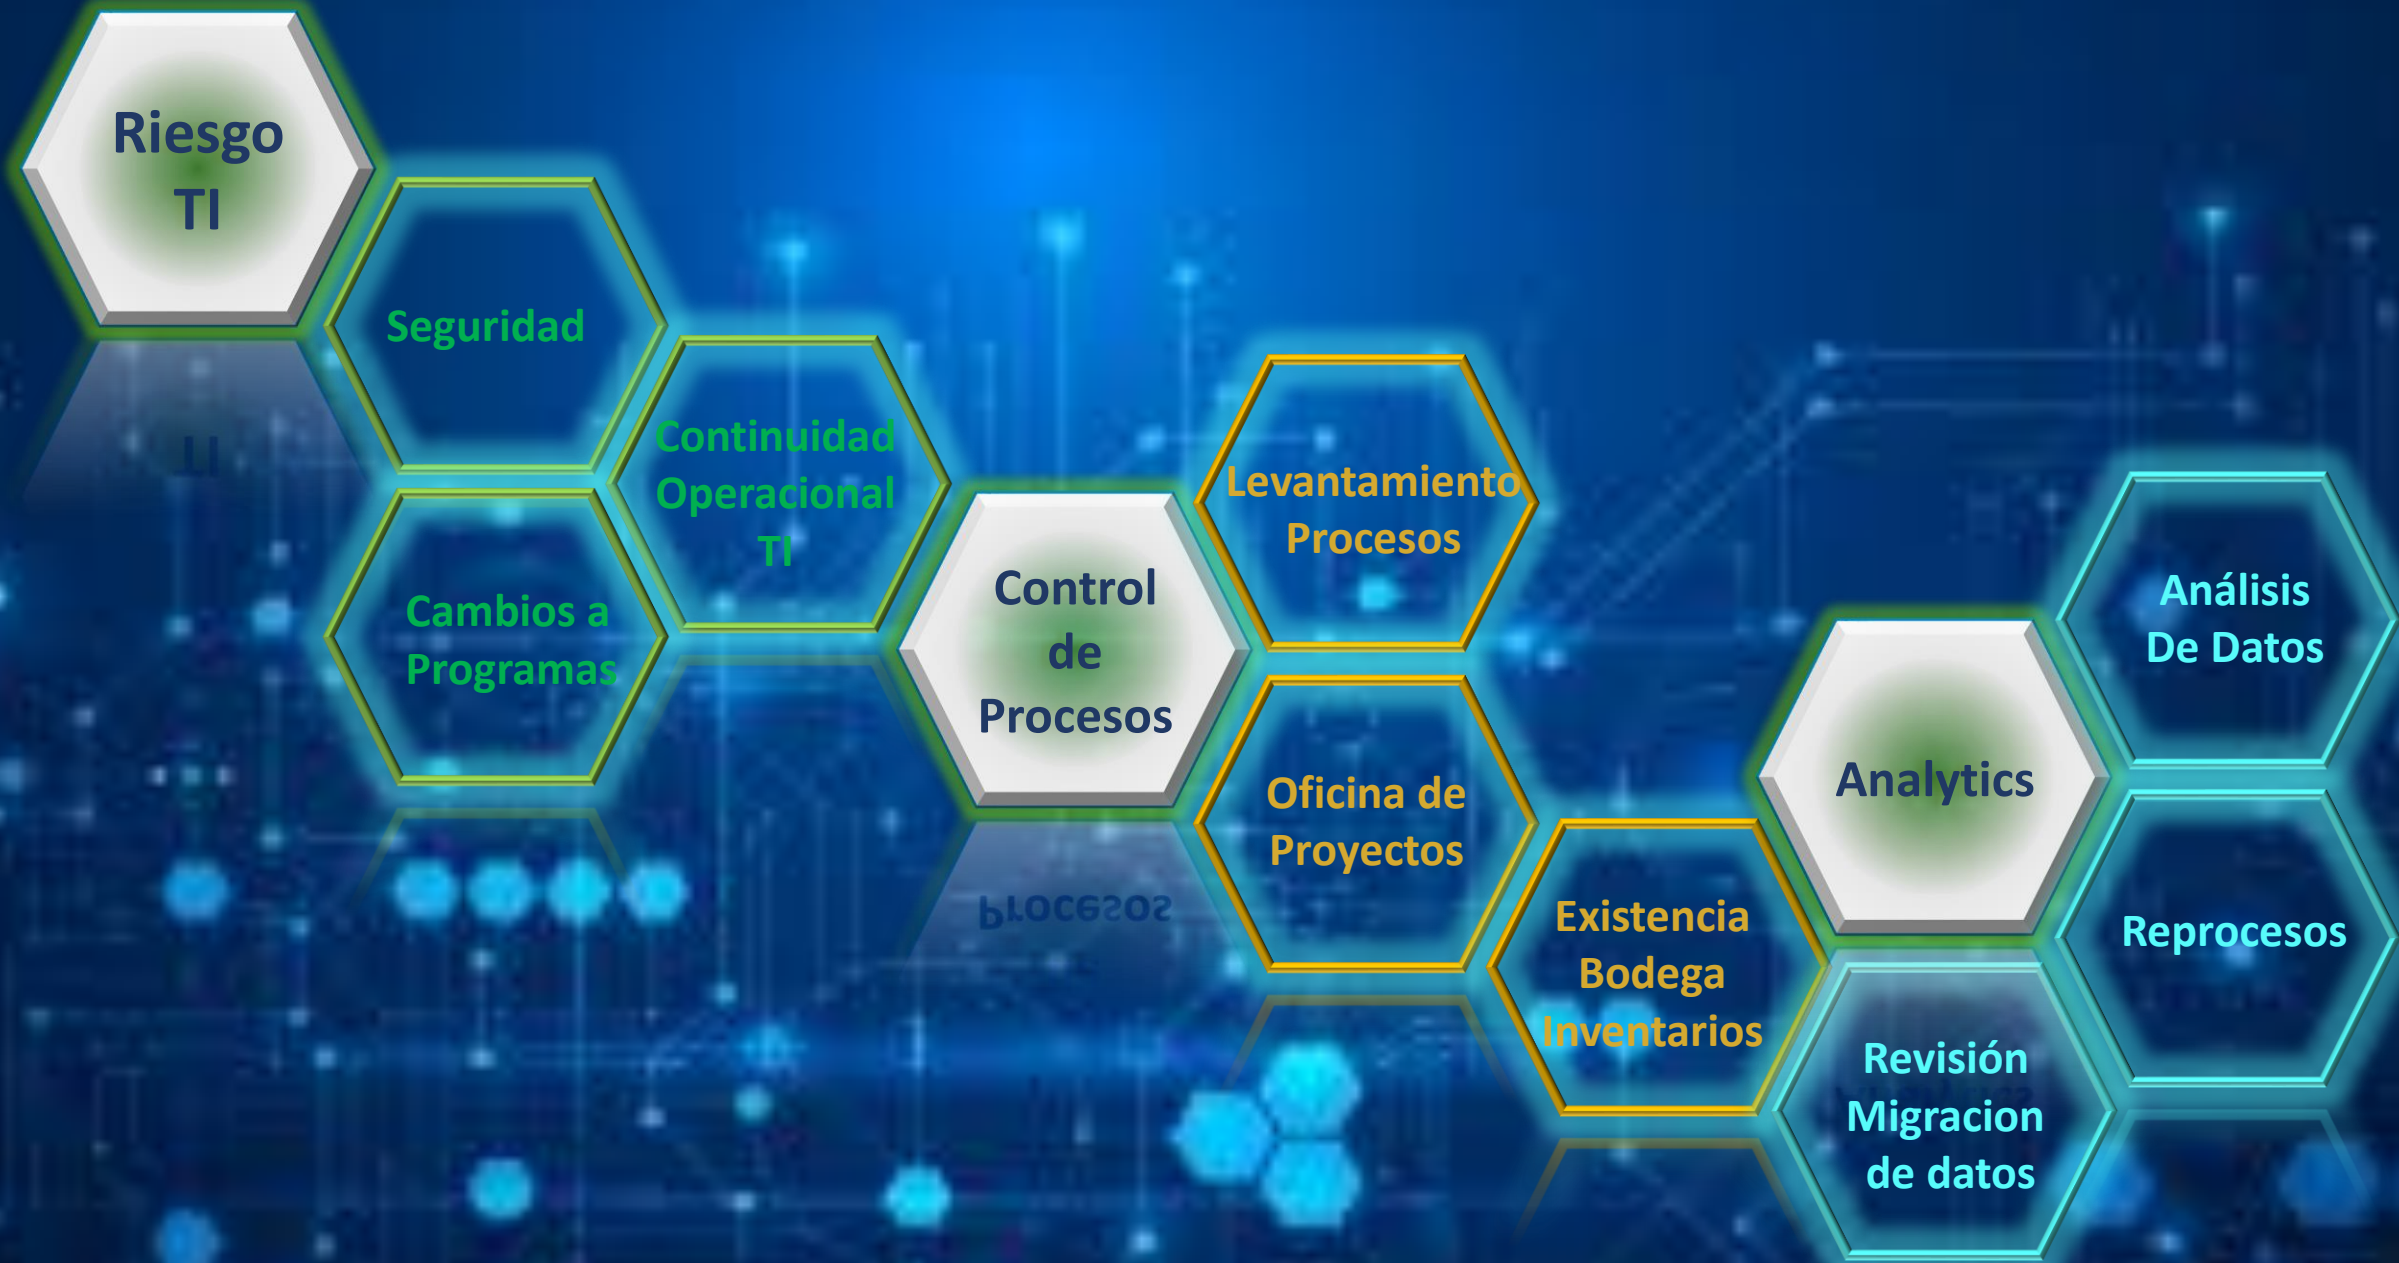 Riesgo
TI
Seguridad
Continuidad
Operacional
TI
Cambios a
Programas
Control
de
Procesos
Levantamiento
Procesos
Oficina de
Proyectos
Existencia
Bodega
Inventarios
Analytics
Análisis
De Datos
Reprocesos
Revisión
Migracion
de datos